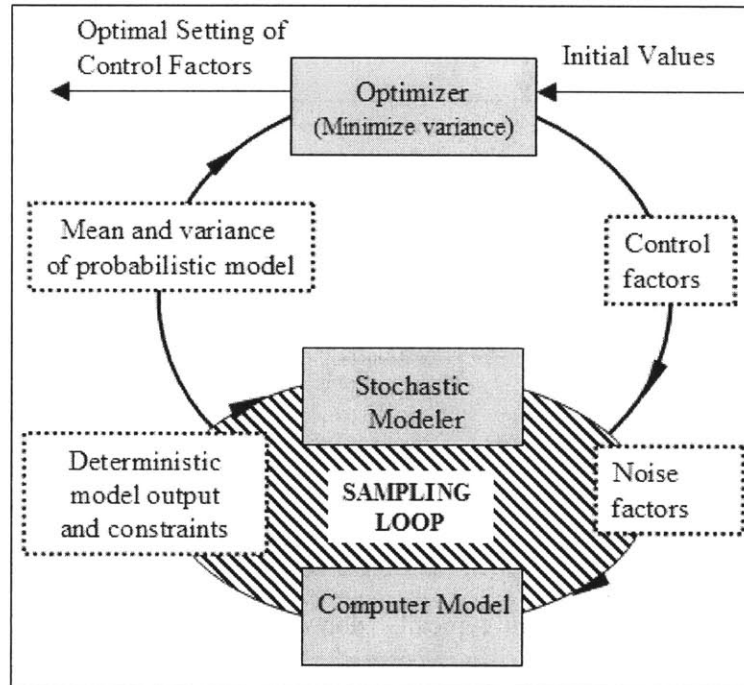 Optimal Setting of
Control Factors
Initial Values
Optimizer
(Minimize variance)
Mean and variance
of probabilistic model
Control
factors
Stochastic
Modeler
Deterministic
model output
and constraints
SAMPLING
LOOP
Noise
factors
Computer Model